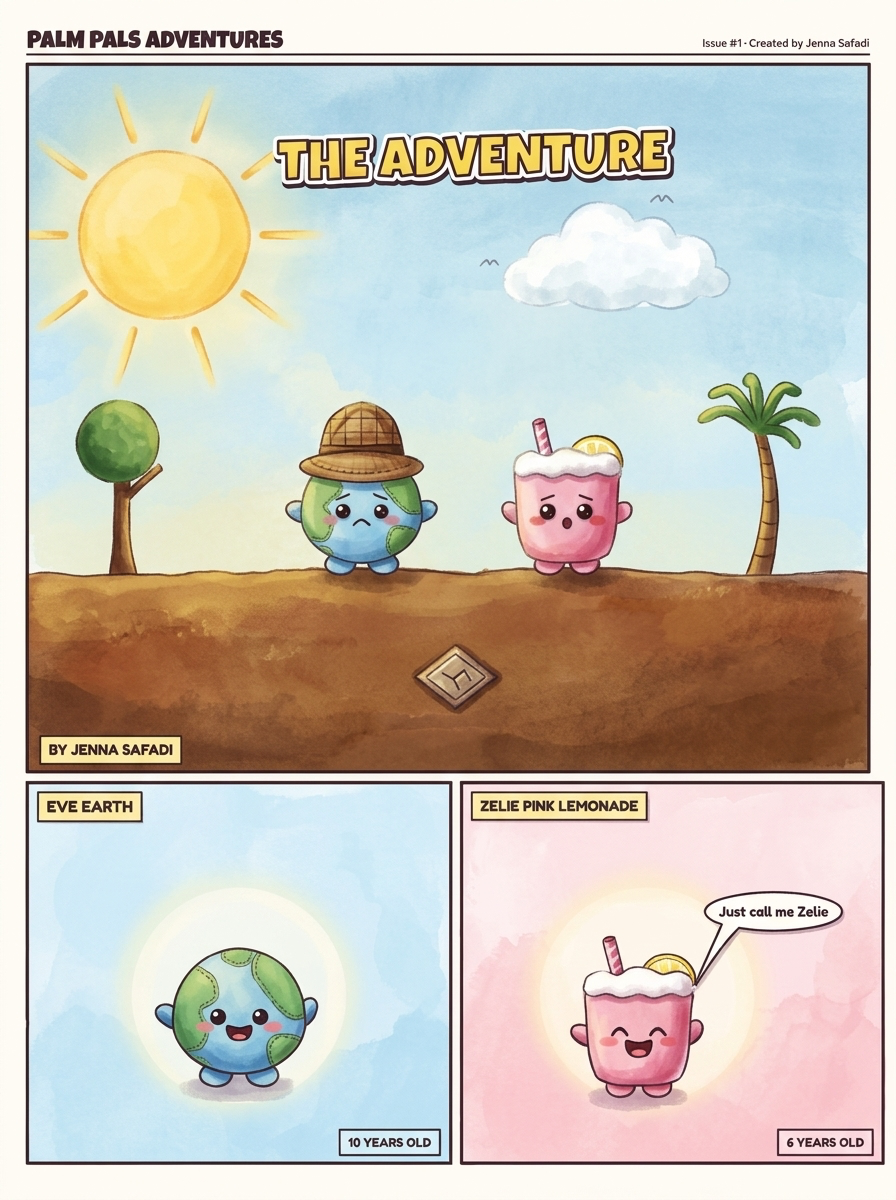 PALM PALS ADVENTURES
Issue #1 · Created by Jenna Safadi
THE ADVENTURE
BY JENNA SAFADI
EVE EARTH
10 YEARS OLD
ZELIE PINK LEMONADE
Just call me Zelie
6 YEARS OLD